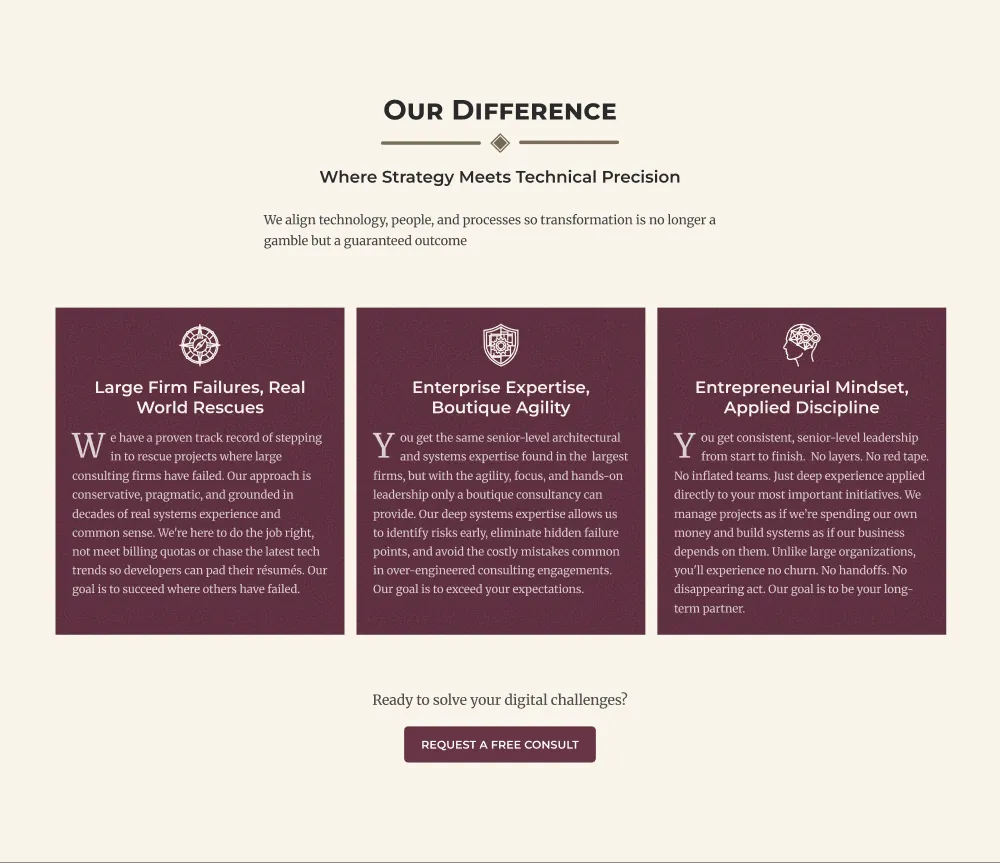 Our Difference
Where Strategy Meets Technical Precision
We align technology, people, and processes so transformation is no longer a
gamble but a guaranteed outcome
Large Firm Failures, Real
World Rescues
We have a proven track record of stepping
in to rescue projects where large
consulting firms have failed. Our approach is
conservative, pragmatic, and grounded in
decades of real systems experience and
common sense. We're here to do the job right,
not meet billing quotas or chase the latest tech
trends so developers can pad their résumés. Our
goal is to succeed where others have failed.
Enterprise Expertise,
Boutique Agility
You get the same senior-level architectural
and systems expertise found in the largest
firms, but with the agility, focus, and hands-on
leadership only a boutique consultancy can
provide. Our deep systems expertise allows us
to identify risks early, eliminate hidden failure
points, and avoid the costly mistakes common
in over-engineered consulting engagements.
Our goal is to exceed your expectations.
Entrepreneurial Mindset,
Applied Discipline
You get consistent, senior-level leadership
from start to finish. No layers. No red tape.
No inflated teams. Just deep experience applied
directly to your most important initiatives. We
manage projects as if we're spending our own
money and build systems as if our business
depends on them. Unlike large organizations,
you'll experience no churn. No handoffs. No
disappearing act. Our goal is to be your long-
term partner.
Ready to solve your digital challenges?
REQUEST A FREE CONSULT